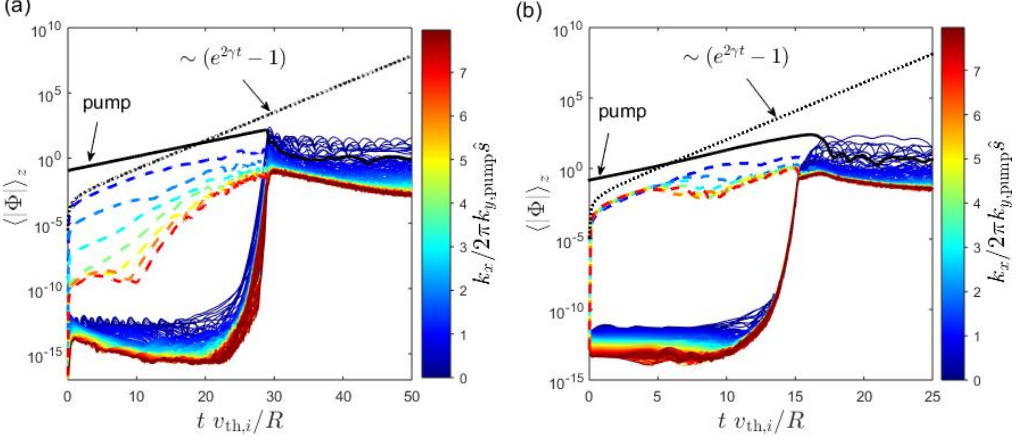 (a)
10^10
10^5
10^0
10^-5
10^-10
10^-15
⟨|Φ|⟩_z
pump
∼ (e^{2γt} − 1)
0 10 20 30 40 50
t v_{th,i}/R
7
6
5
4
3
2
1
0
k_x/2πk_{y,pump}ŝ
(b)
10^10
10^5
10^0
10^-5
10^-10
10^-15
⟨|Φ|⟩_z
pump
∼ (e^{2γt} − 1)
0 5 10 15 20 25
t v_{th,i}/R
7
6
5
4
3
2
1
0
k_x/2πk_{y,pump}ŝ